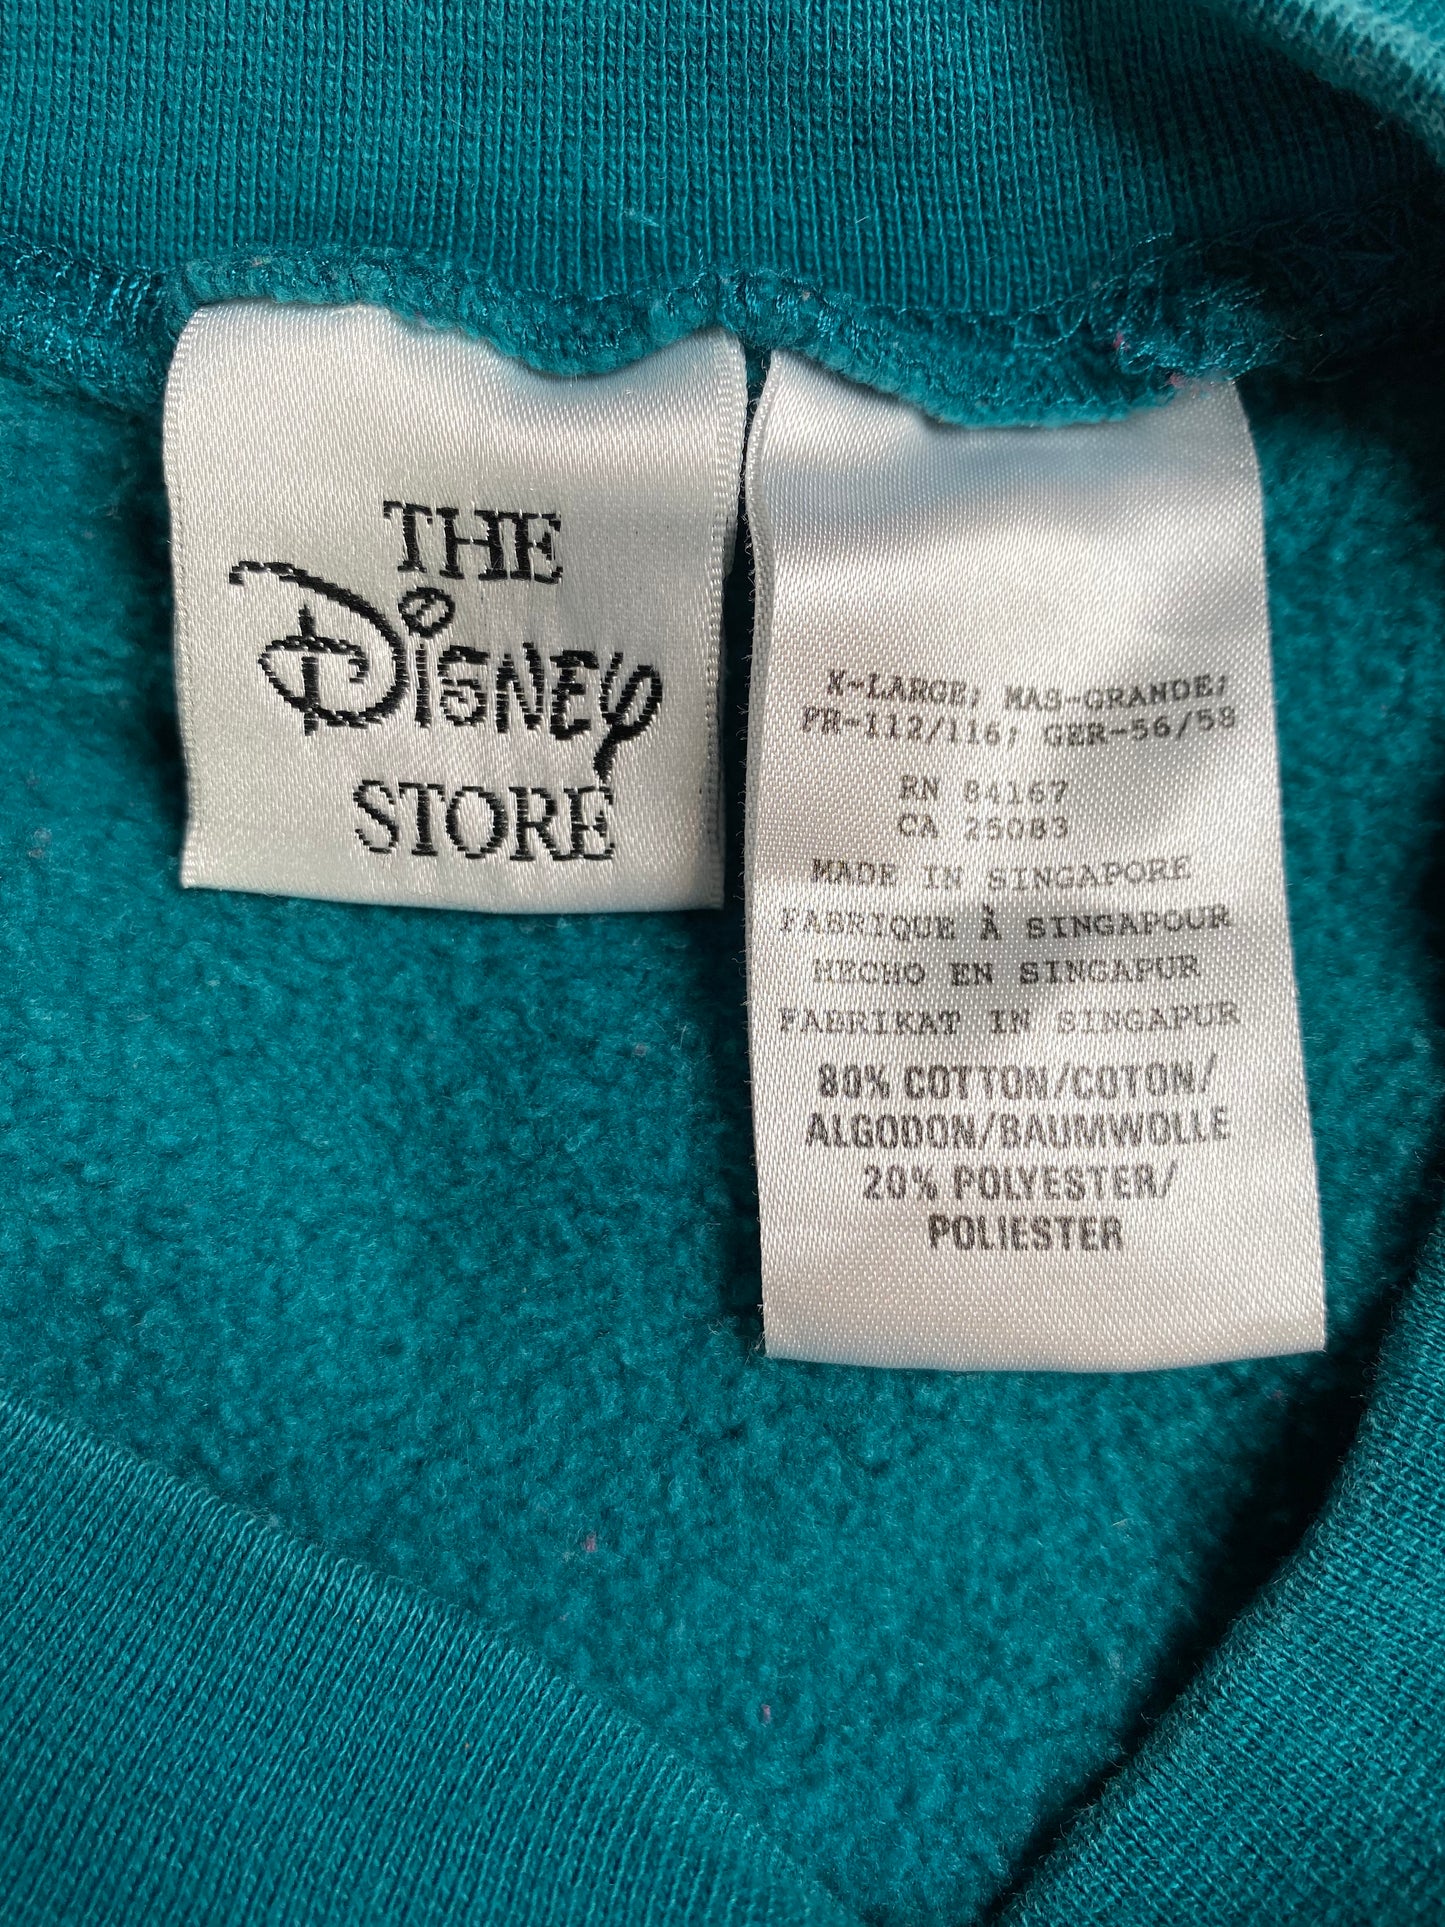 THE
Disney
STORE
X-LARGE; MAS-GRANDE;
FR-112/116; GER-56/58
RN 84167
CA 25083
MADE IN SINGAPORE
FABRIQUE À SINGAPOUR
HECHO EN SINGAPUR
FABRIKAT IN SINGAPUR
80% COTTON/COTON/
ALGODON/BAUMWOLLE
20% POLYESTER/
POLIESTER